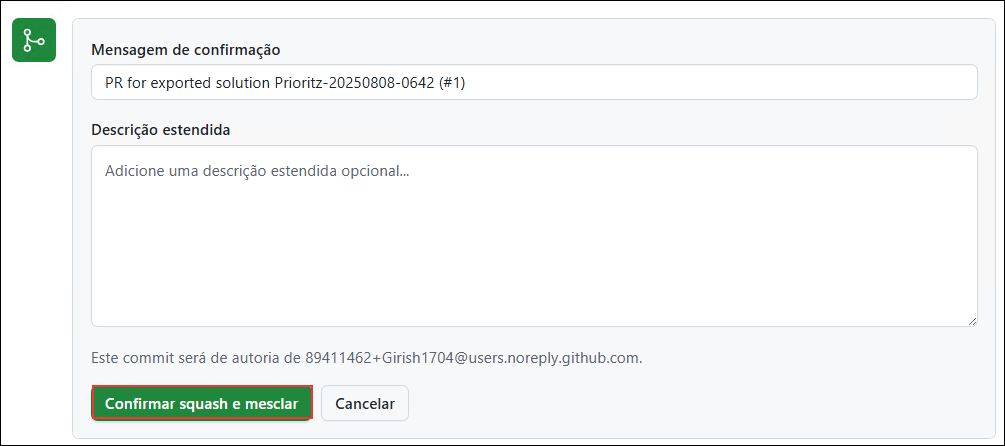 Mensagem de confirmação
PR for exported solution Prioritz-20250808-0642 (#1)
Descrição estendida
Adicione uma descrição estendida opcional...
Este commit será de autoria de 89411462+Girish1704@users.noreply.github.com.
Confirmar squash e mesclar
Cancelar